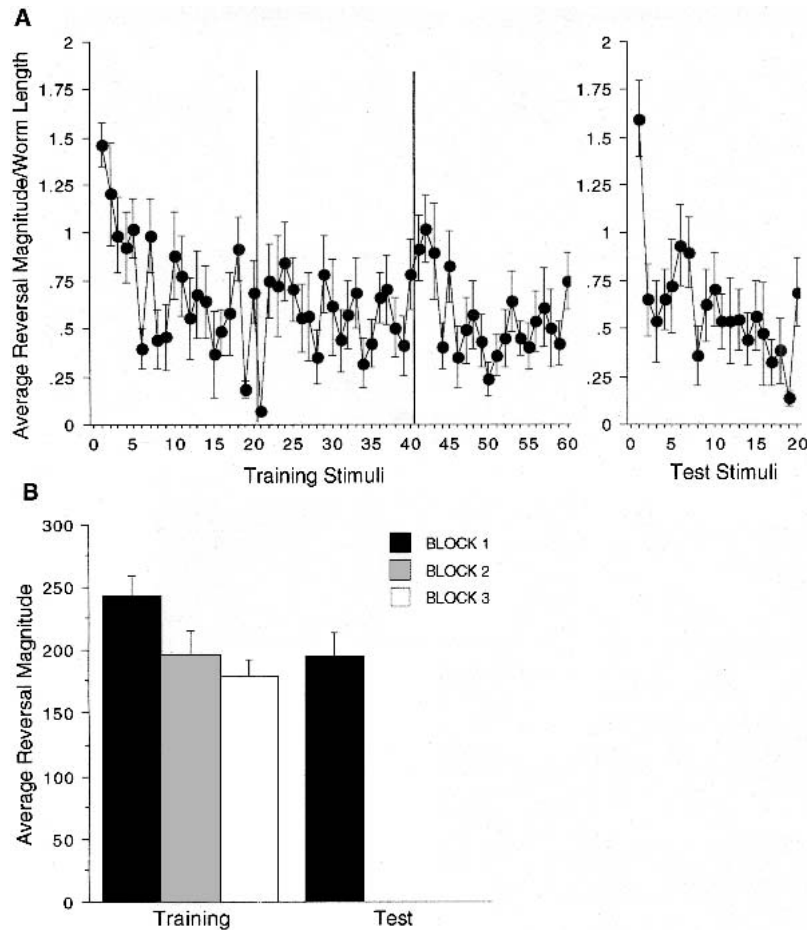 A
Average Reversal Magnitude/Worm Length
2
1.75
1.5
1.25
1
.75
.5
.25
0
0 5 10 15 20 25 30 35 40 45 50 55 60
Training Stimuli
2
1.75
1.5
1.25
1
.75
.5
.25
0
0 5 10 15 20
Test Stimuli
B
Average Reversal Magnitude
300
250
200
150
100
50
0
Training Test
BLOCK 1
BLOCK 2
BLOCK 3